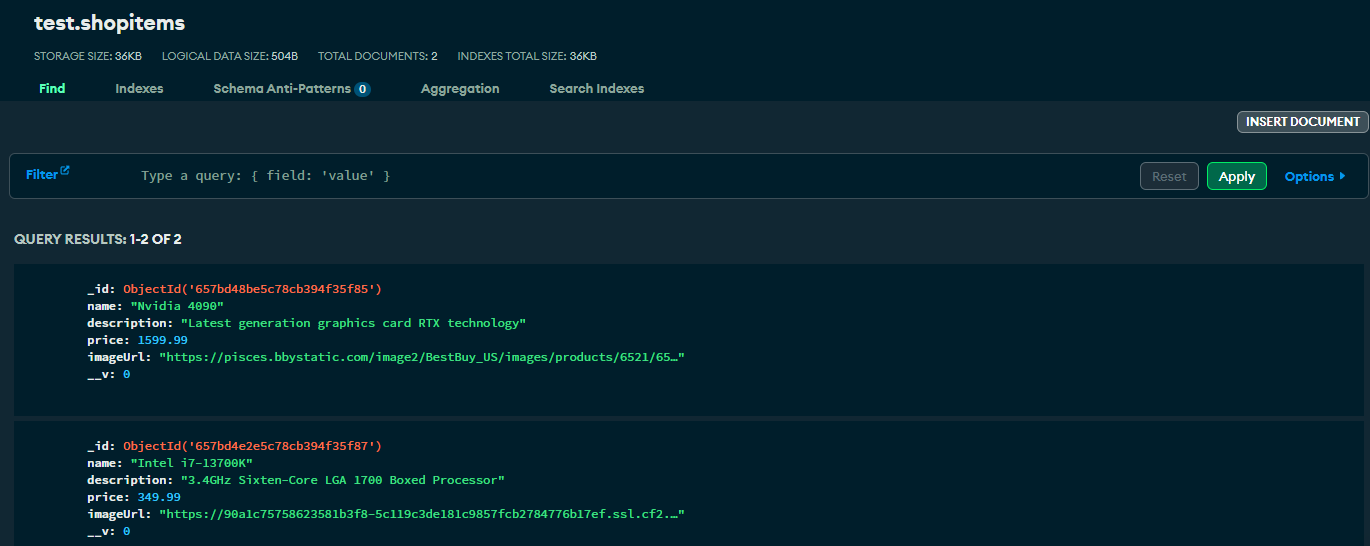 test.shopitems
STORAGE SIZE: 36KB LOGICAL DATA SIZE: 504B TOTAL DOCUMENTS: 2 INDEXES TOTAL SIZE: 36KB
Find Indexes Schema Anti-Patterns 0 Aggregation Search Indexes
INSERT DOCUMENT
Filter Type a query: { field: 'value' } Reset Apply Options
QUERY RESULTS: 1-2 OF 2
_id: ObjectId('657bd48be5c78cb394f35f85')
name: "Nvidia 4090"
description: "Latest generation graphics card RTX technology"
price: 1599.99
imageUrl: "https://pisces.bbystatic.com/image2/BestBuy_US/images/products/6521/65…"
__v: 0
_id: ObjectId('657bd4e2e5c78cb394f35f87')
name: "Intel i7-13700K"
description: "3.4GHz Sixten-Core LGA 1700 Boxed Processor"
price: 349.99
imageUrl: "https://90a1c75758623581b3f8-5c119c3de181c9857fcb2784776b17ef.ssl.cf2.…"
__v: 0